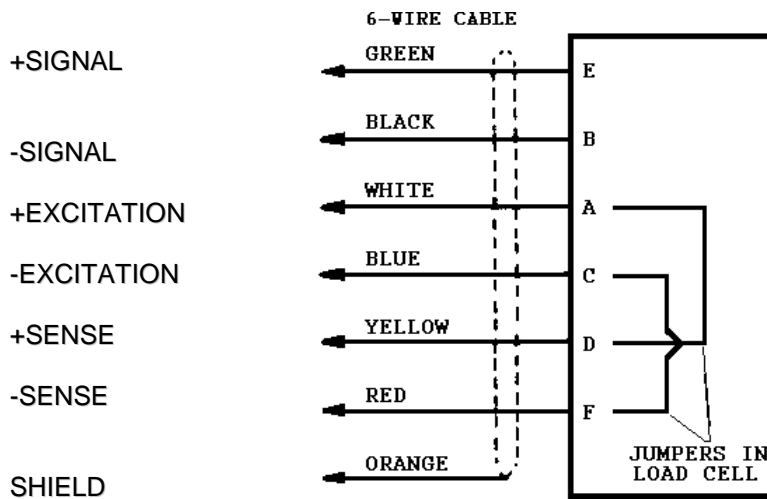 6-WIRE CABLE
+SIGNAL GREEN E
-SIGNAL BLACK B
+EXCITATION WHITE A
-EXCITATION BLUE C
+SENSE YELLOW D
-SENSE RED F
SHIELD ORANGE
JUMPERS IN
LOAD CELL